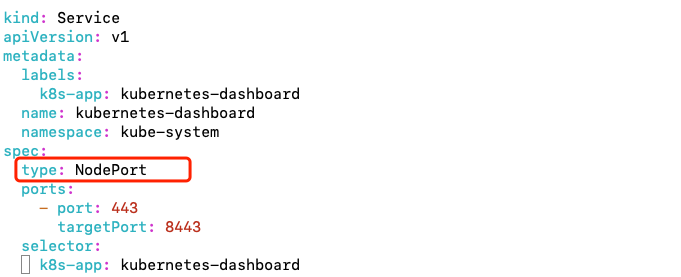 kind: Service
apiVersion: v1
metadata:
  labels:
    k8s-app: kubernetes-dashboard
  name: kubernetes-dashboard
  namespace: kube-system
spec:
  type: NodePort
  ports:
    - port: 443
      targetPort: 8443
  selector:
    k8s-app: kubernetes-dashboard